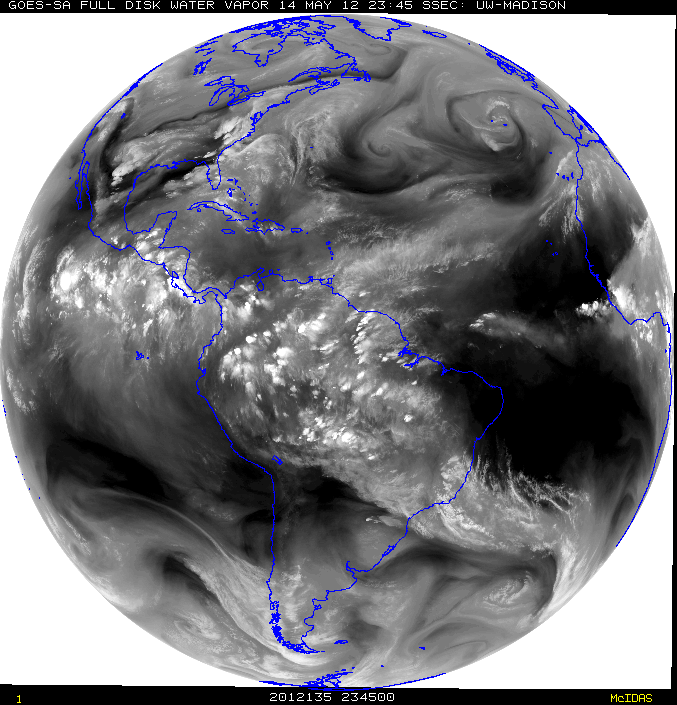 GOES-SA FULL DISK WATER VAPOR 14 MAY 12 23:45 SSEC: UW-MADISON
1 2012135 234500 McIDAS